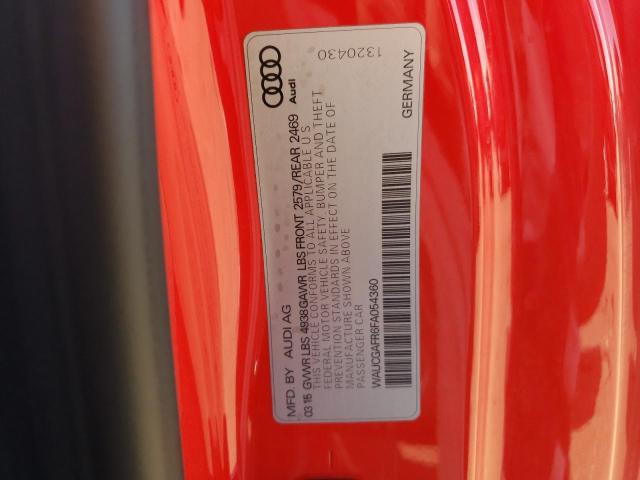 MFD. BY AUDI AG
Audi
03 15 GVWR LBS 4938 GAWR LBS FRONT 2579/REAR 2469
THIS VEHICLE CONFORMS TO ALL APPLICABLE U S
FEDERAL MOTOR VEHICLE SAFETY, BUMPER AND THEFT
PREVENTION STANDARDS IN EFFECT ON THE DATE OF
MANUFACTURE SHOWN ABOVE
PASSENGER CAR
1320430
WAUCGAFR6FA054360
GERMANY